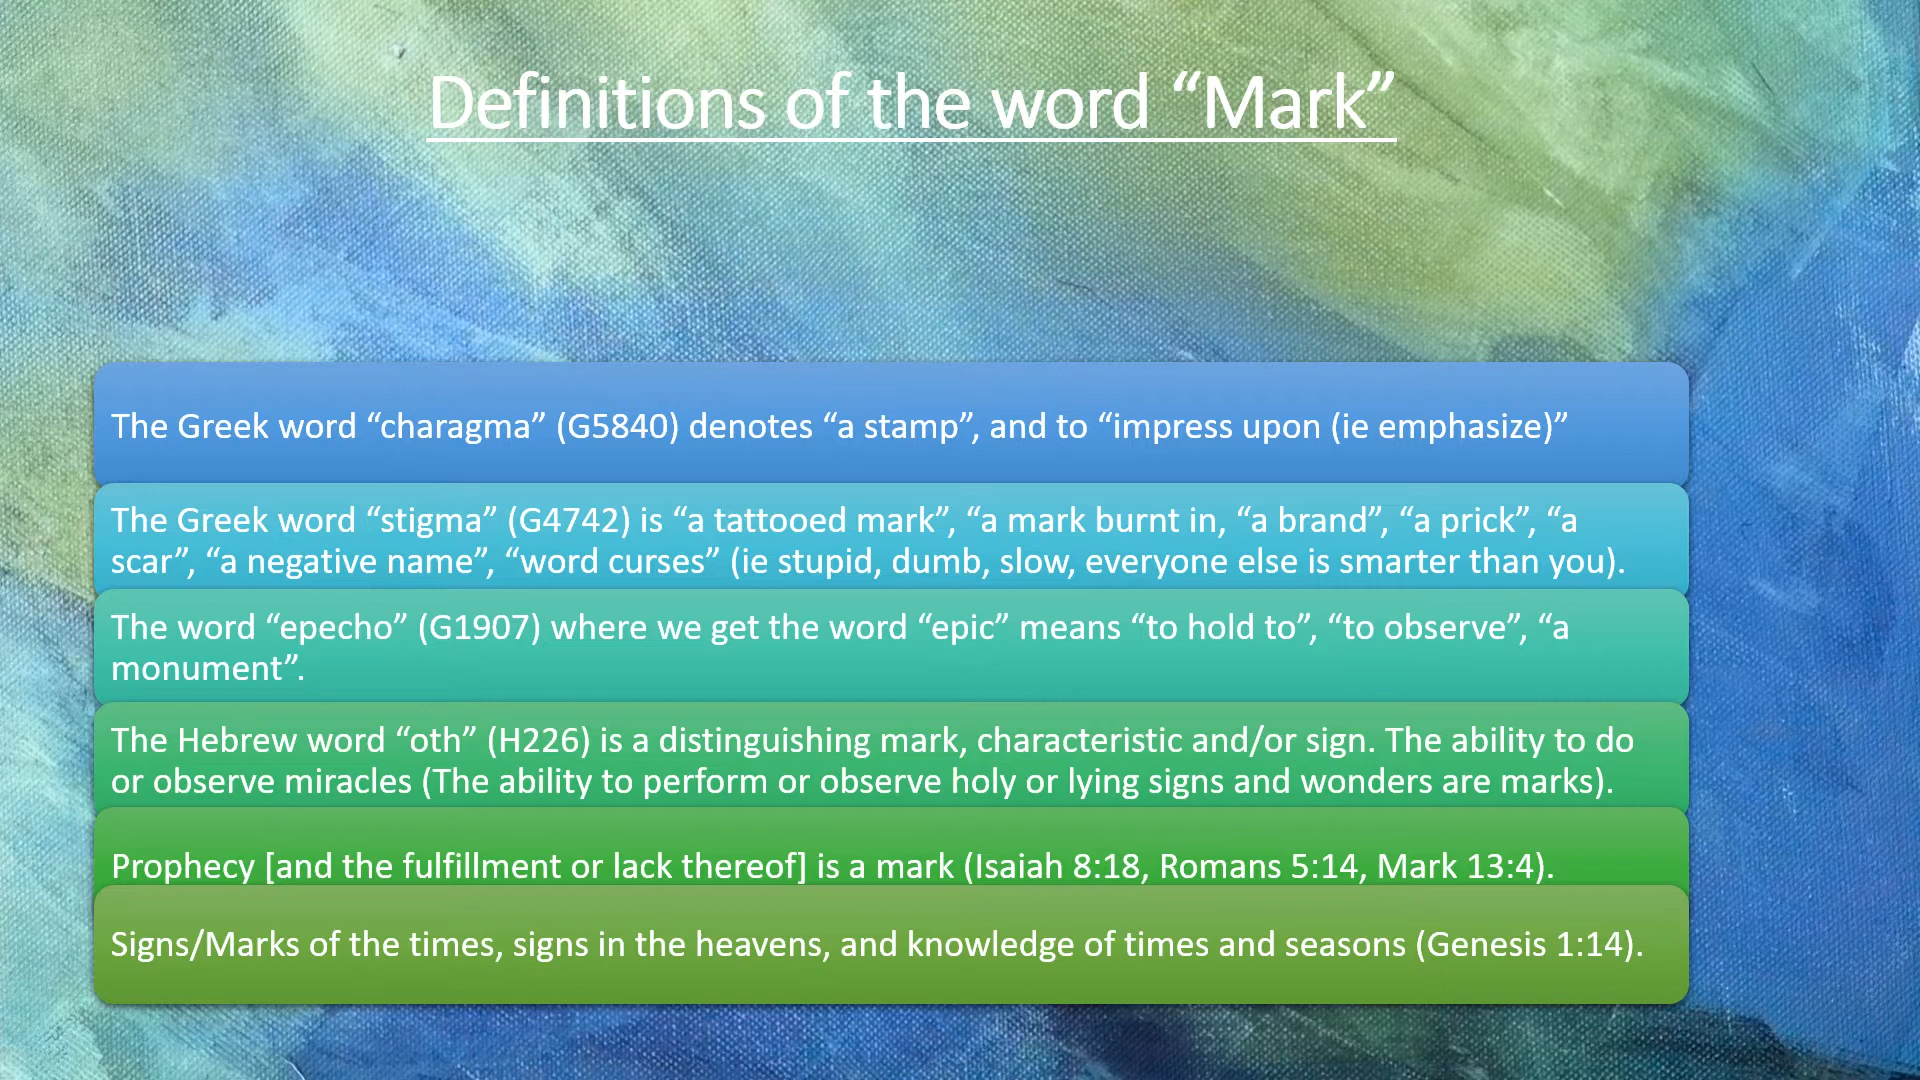 Definitions of the word “Mark”
The Greek word “charagma” (G5840) denotes “a stamp”, and to “impress upon (ie emphasize)”
The Greek word “stigma” (G4742) is “a tattooed mark”, “a mark burnt in, “a brand”, “a prick”, “a
scar”, “a negative name”, “word curses” (ie stupid, dumb, slow, everyone else is smarter than you).
The word “epecho” (G1907) where we get the word “epic” means “to hold to”, “to observe”, “a
monument”.
The Hebrew word “oth” (H226) is a distinguishing mark, characteristic and/or sign. The ability to do
or observe miracles (The ability to perform or observe holy or lying signs and wonders are marks).
Prophecy [and the fulfillment or lack thereof] is a mark (Isaiah 8:18, Romans 5:14, Mark 13:4).
Signs/Marks of the times, signs in the heavens, and knowledge of times and seasons (Genesis 1:14).